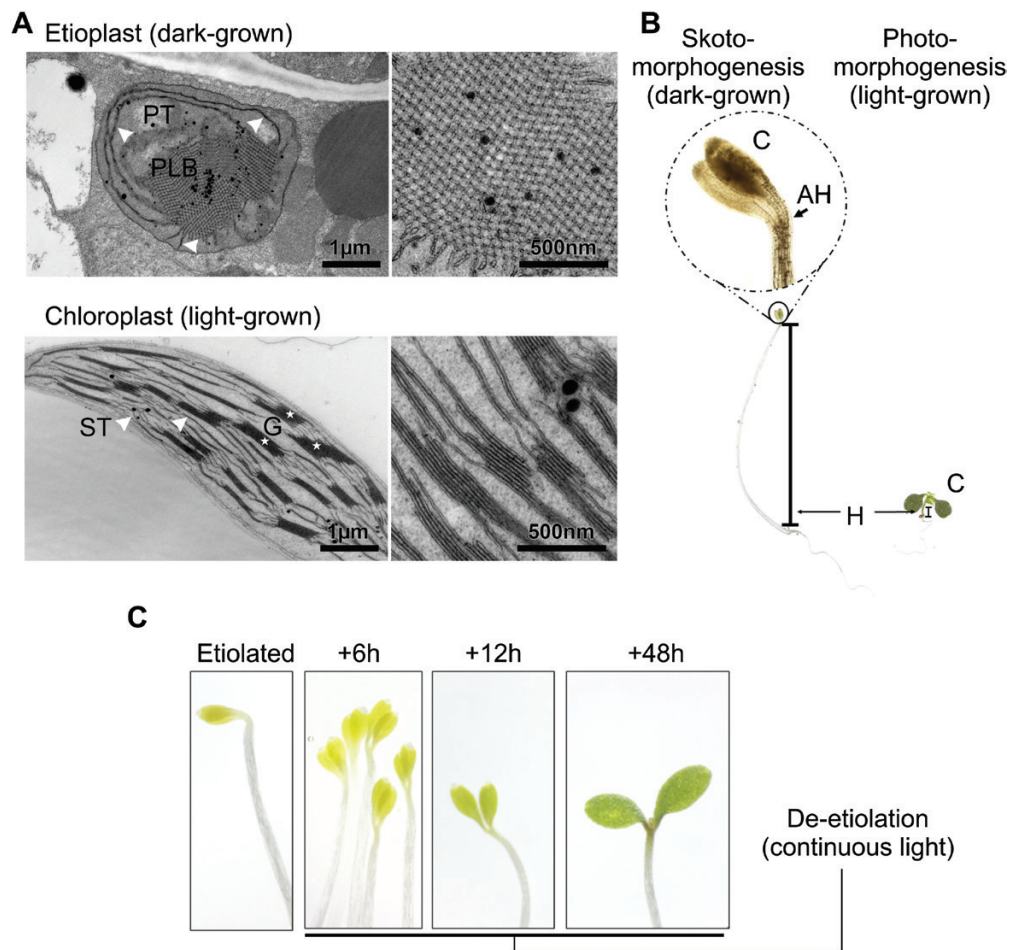 A
Etioplast (dark-grown)
PT
PLB
1µm
500nm
Chloroplast (light-grown)
ST
G
1µm
500nm
B
Skoto-
morphogenesis
(dark-grown)
Photo-
morphogenesis
(light-grown)
C
AH
H
C
C
Etiolated
+6h
+12h
+48h
De-etiolation
(continuous light)